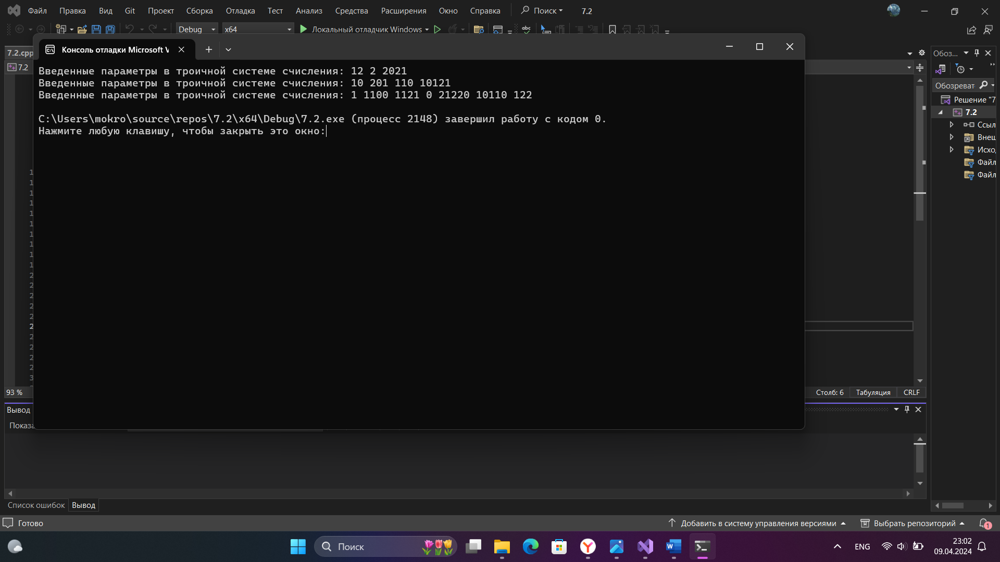 Файл Правка Вид Git Проект Сборка Отладка Тест Анализ Средства Расширения Окно Справка Поиск 7.2
Debug x64 Локальный отладчик Windows
7.2.cpp
Консоль отладки Microsoft V
Обоз...
7.2
Введенные параметры в троичной системе счисления: 12 2 2021
Введенные параметры в троичной системе счисления: 10 201 110 10121
Введенные параметры в троичной системе счисления: 1 1100 1121 0 21220 10110 122
C:\Users\mokro\source\repos\7.2\x64\Debug\7.2.exe (процесс 2148) завершил работу с кодом 0.
Нажмите любую клавишу, чтобы закрыть это окно:
Обозреват
Решение "7
7.2
Ссыл
Внеш
Исхо
Файл
Файл
93 %
Столб: 6 Табуляция CRLF
Вывод
Показа
Список ошибок Вывод
Готово Добавить в систему управления версиями Выбрать репозиторий 1
Поиск
ENG 23:02
09.04.2024